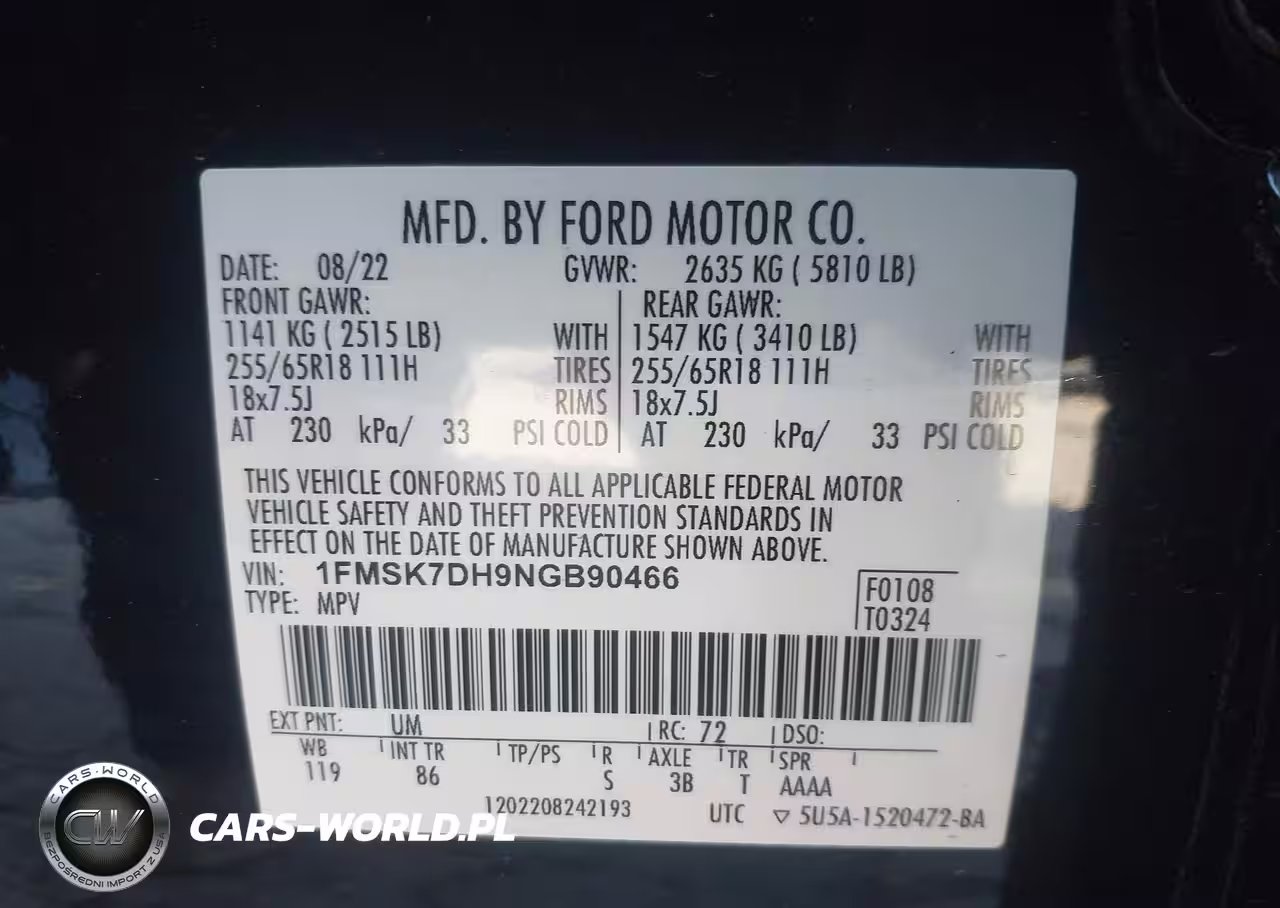 MFD. BY FORD MOTOR CO.
DATE: 08/22 GVWR: 2635 KG ( 5810 LB)
FRONT GAWR: REAR GAWR:
1141 KG ( 2515 LB) WITH 1547 KG ( 3410 LB) WITH
255/65R18 111H TIRES 255/65R18 111H TIRES
18x7.5J RIMS 18x7.5J RIMS
AT 230 kPa/ 33 PSI COLD AT 230 kPa/ 33 PSI COLD
THIS VEHICLE CONFORMS TO ALL APPLICABLE FEDERAL MOTOR
VEHICLE SAFETY AND THEFT PREVENTION STANDARDS IN
EFFECT ON THE DATE OF MANUFACTURE SHOWN ABOVE.
VIN: 1FMSK7DH9NGB90466
TYPE: MPV
F0108
T0324
EXT PNT: UM RC: 72 DSO:
WB INT TR TP/PS R AXLE TR SPR
119 86 S 3B T AAAA
1202208242193 UTC ▽ 5U5A-1520472-BA
CARS-WORLD
CW
BEZPOŚREDNI IMPORT Z USA
CARS-WORLD.PL